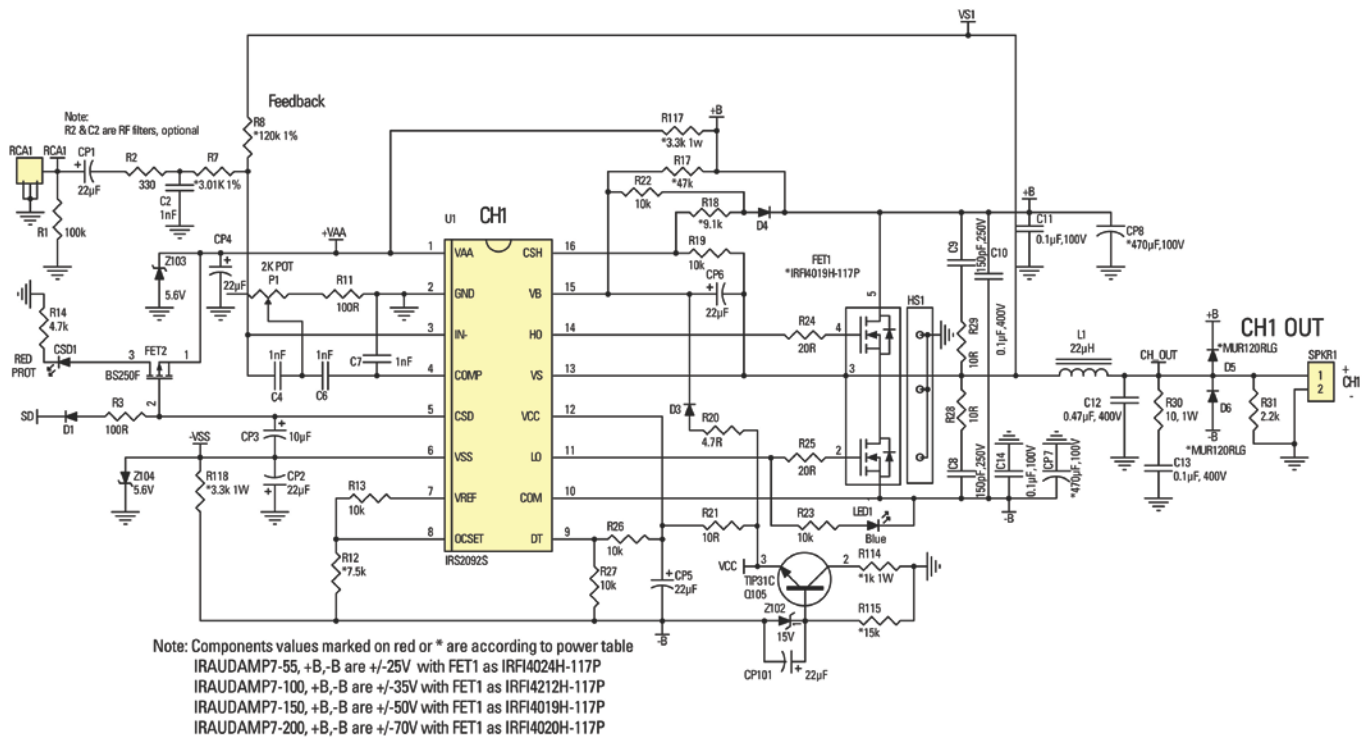 VS1
Feedback
Note:
R2 & C2 are RF filters, optional
R8
*120k 1%
RCA1
RCA1
CP1
22µF
R2
330
R7
*3.01K 1%
C2
1nF
R1
100k
R117
*3.3k 1w
+B
R17
*47k
R22
10k
R18
*9.1k
D4
R19
10k
CP6
22µF
U1
CH1
+VAA
CP4
22µF
Z103
5.6V
2K POT
P1
R11
100R
1
VAA
2
GND
3
IN-
4
COMP
5
CSD
6
VSS
7
VREF
8
OCSET
16
CSH
15
VB
14
HO
13
VS
12
VCC
11
LO
10
COM
9
DT
IRS2092S
R14
4.7k
RED
PROT
CSD1
3
FET2
1
BS250F
2
1nF
C4
1nF
C6
C7
1nF
SD
D1
R3
100R
CP3
10µF
-VSS
Z104
5.6V
R118
*3.3k 1W
CP2
22µF
R13
10k
R12
*7.5k
FET1
*IRFI4019H-117P
5
HS1
R24
20R
4
3
R25
20R
2
D3
R20
4.7R
C9
150pF,250V
C10
0.1µF,400V
R29
10R
R28
10R
C8
150pF,250V
+B
C11
0.1µF,100V
CP8
*470µF,100V
C14
0.1µF,100V
CP7
*470µF,100V
-B
L1
22µH
CH_OUT
C12
0.47µF, 400V
R30
10, 1W
C13
0.1µF, 400V
+B
*MUR120RLG
D5
D6
-B
*MUR120RLG
R31
2.2k
CH1 OUT
SPKR1
1
2
+
CH1
-
R21
10R
R23
10k
LED1
Blue
R26
10k
R27
10k
CP5
22µF
-B
VCC
3
TIP31C
Q105
2
1
R114
*1k 1W
R115
*15k
Z102
15V
CP101
22µF
Note: Components values marked on red or * are according to power table
IRAUDAMP7-55, +B,-B are +/-25V with FET1 as IRFI4024H-117P
IRAUDAMP7-100, +B,-B are +/-35V with FET1 as IRFI4212H-117P
IRAUDAMP7-150, +B,-B are +/-50V with FET1 as IRFI4019H-117P
IRAUDAMP7-200, +B,-B are +/-70V with FET1 as IRFI4020H-117P